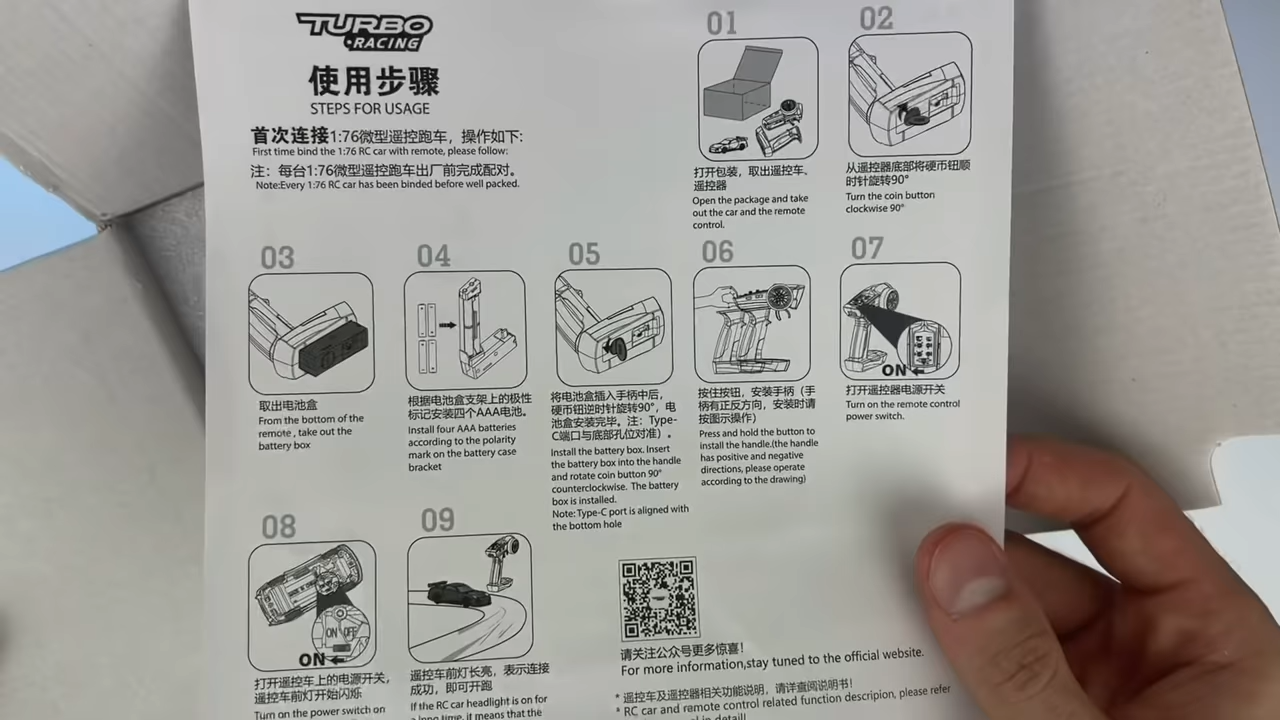 TURBO
RACING
使用步骤
STEPS FOR USAGE
首次连接1:76微型遥控跑车，操作如下:
First time bind the 1:76 RC car with remote, please follow:
注：每台1:76微型遥控跑车出厂前完成配对。
Note:Every 1:76 RC car has been binded before well packed.
01
打开包装，取出遥控车、
遥控器
Open the package and take
out the car and the remote
control.
02
从遥控器底部将硬币钮顺
时针旋转90°
Turn the coin button
clockwise 90°
03
取出电池盒
From the bottom of the
remote , take out the
battery box
04
根据电池盒支架上的极性
标记安装四个AAA电池。
Install four AAA batteries
according to the polarity
mark on the battery case
bracket
05
将电池盒插入手柄中后，
硬币钮逆时针旋转90°，电
池盒安装完毕。注：Type-
C端口与底部孔位对准）。
Install the battery box. Insert
the battery box into the handle
and rotate coin button 90°
counterclockwise. The battery
box is installed.
Note: Type-C port is aligned with
the bottom hole
06
按住按钮，安装手柄（手
柄有正反方向，安装时请
按图示操作）
Press and hold the button to
install the handle.(the handle
has positive and negative
directions, please operate
according to the drawing)
07
ON
打开遥控器电源开关
Turn on the remote control
power switch.
08
ON OFF
ON
打开遥控车上的电源开关，
遥控车前灯开始闪烁
Turn on the power switch on
09
遥控车前灯长亮，表示连接
成功，即可开跑
If the RC car headlight is on for
a long time, it means that the
请关注公众号更多惊喜！
For more information,stay tuned to the official website.
* 遥控车及遥控器相关功能说明，请详查阅说明书！
* RC car and remote control related function descripion, please refer
in detail!